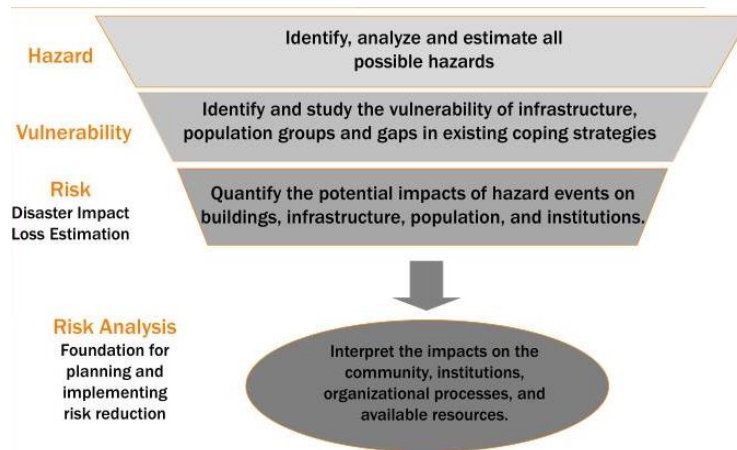 Hazard
Identify, analyze and estimate all
possible hazards
Vulnerability
Identify and study the vulnerability of infrastructure,
population groups and gaps in existing coping strategies
Risk
Disaster Impact
Loss Estimation
Quantify the potential impacts of hazard events on
buildings, infrastructure, population, and institutions.
Risk Analysis
Foundation for
planning and
implementing
risk reduction
Interpret the impacts on the
community, institutions,
organizational processes, and
available resources.